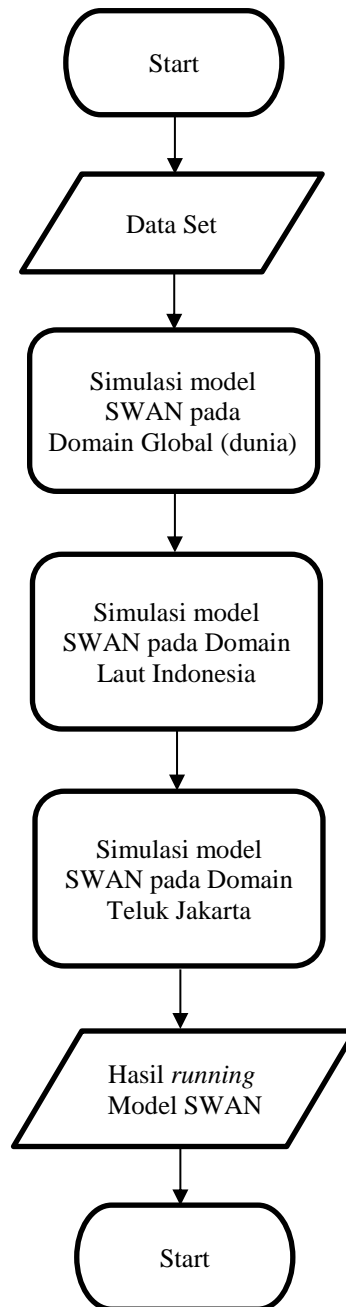 Start
Data Set
Simulasi model
SWAN pada
Domain Global (dunia)
Simulasi model
SWAN pada Domain
Laut Indonesia
Simulasi model
SWAN pada Domain
Teluk Jakarta
Hasil running
Model SWAN
Start